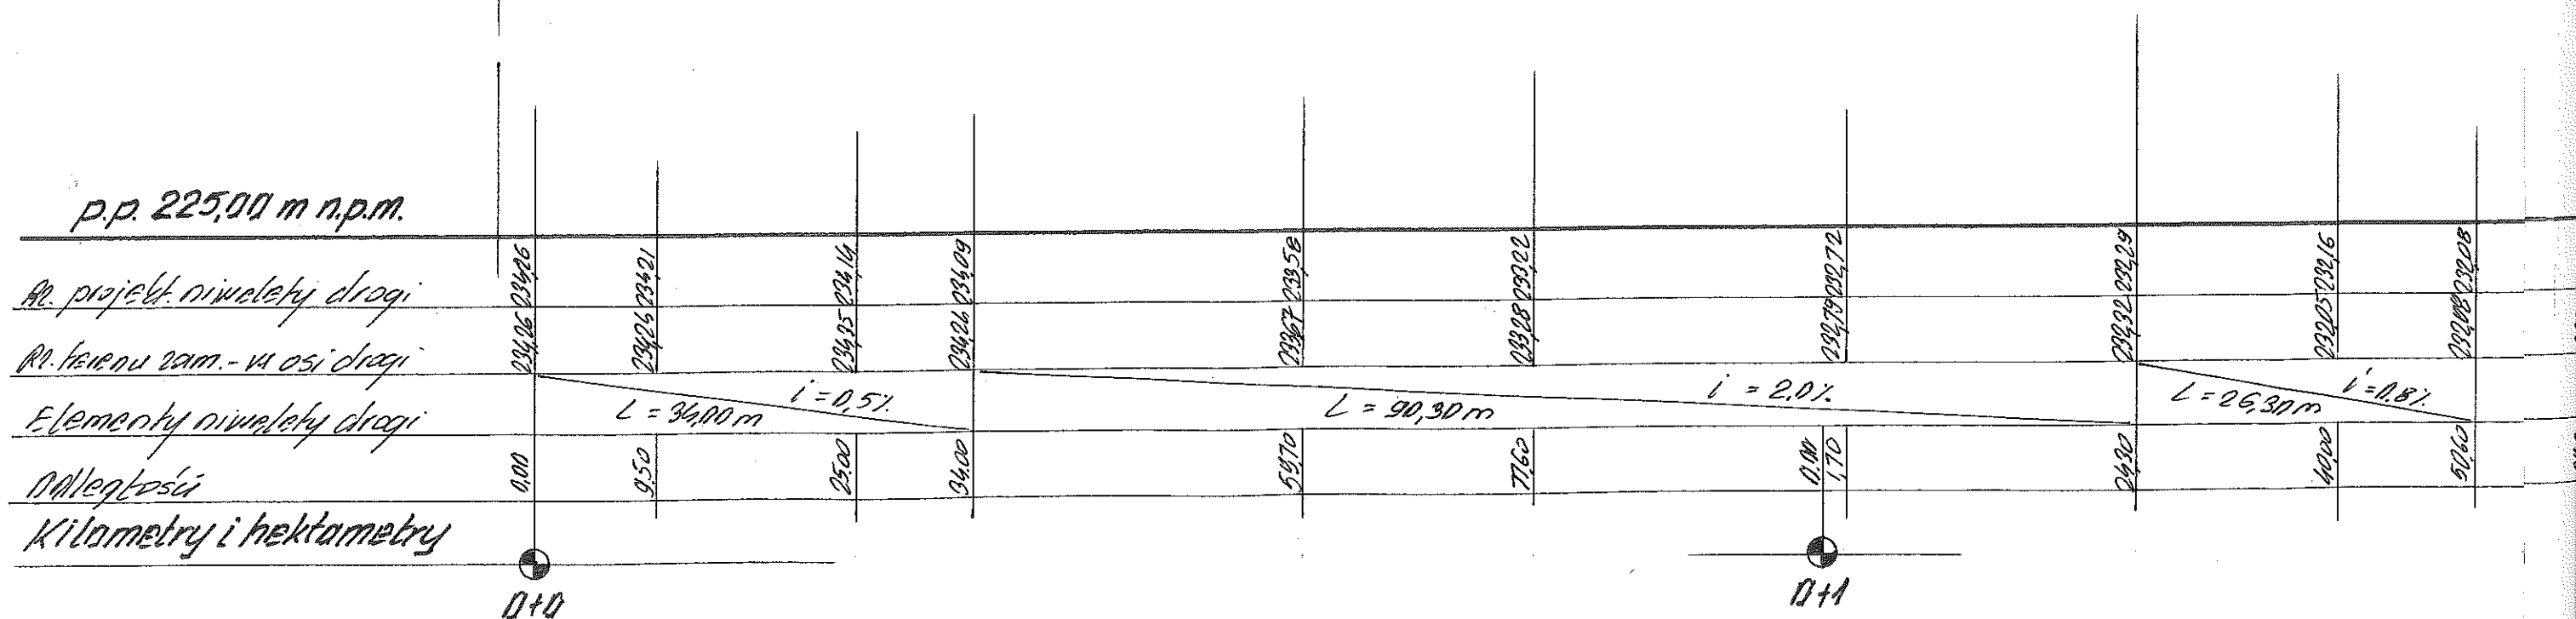 p.p. 225,00 m n.p.m.
Rz. projekt. niwelety drogi 234,26 234,21 234,14 234,09 233,58 233,22 232,72 232,29 232,16 232,08
Rz. terenu zam. - w osi drogi 234,26 234,24 234,35 234,24 233,67 233,28 232,79 232,32 232,05
Elementy niwelety drogi L = 34,00 m i = 0,5% L = 90,30 m i = 2,0% L = 26,30 m i = 0,8%
Odległości 0,00 9,50 25,00 34,00 59,70 77,60 0,00 1,70 24,30 40,00 50,60
Kilometry i hektametry
0+0 0+1